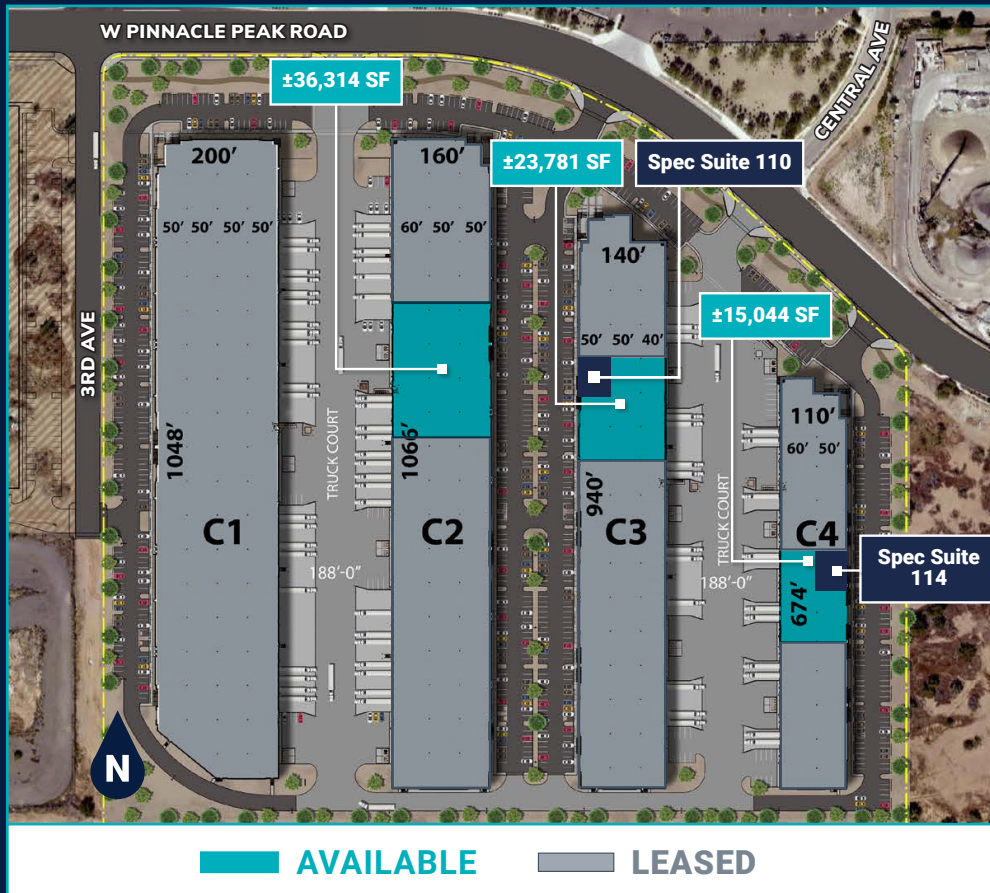 W PINNACLE PEAK ROAD
CENTRAL AVE
±36,314 SF
±23,781 SF
Spec Suite 110
200’
160’
50’ 50’ 50’ 50’
60’ 50’ 50’
140’
±15,044 SF
50’ 50’ 40’
3RD AVE
110’
60’ 50’
1048’
TRUCK COURT
1066’
940’
TRUCK COURT
C1
C2
C3
C4
188’-0”
188’-0”
674’
Spec Suite
114
N
AVAILABLE
LEASED